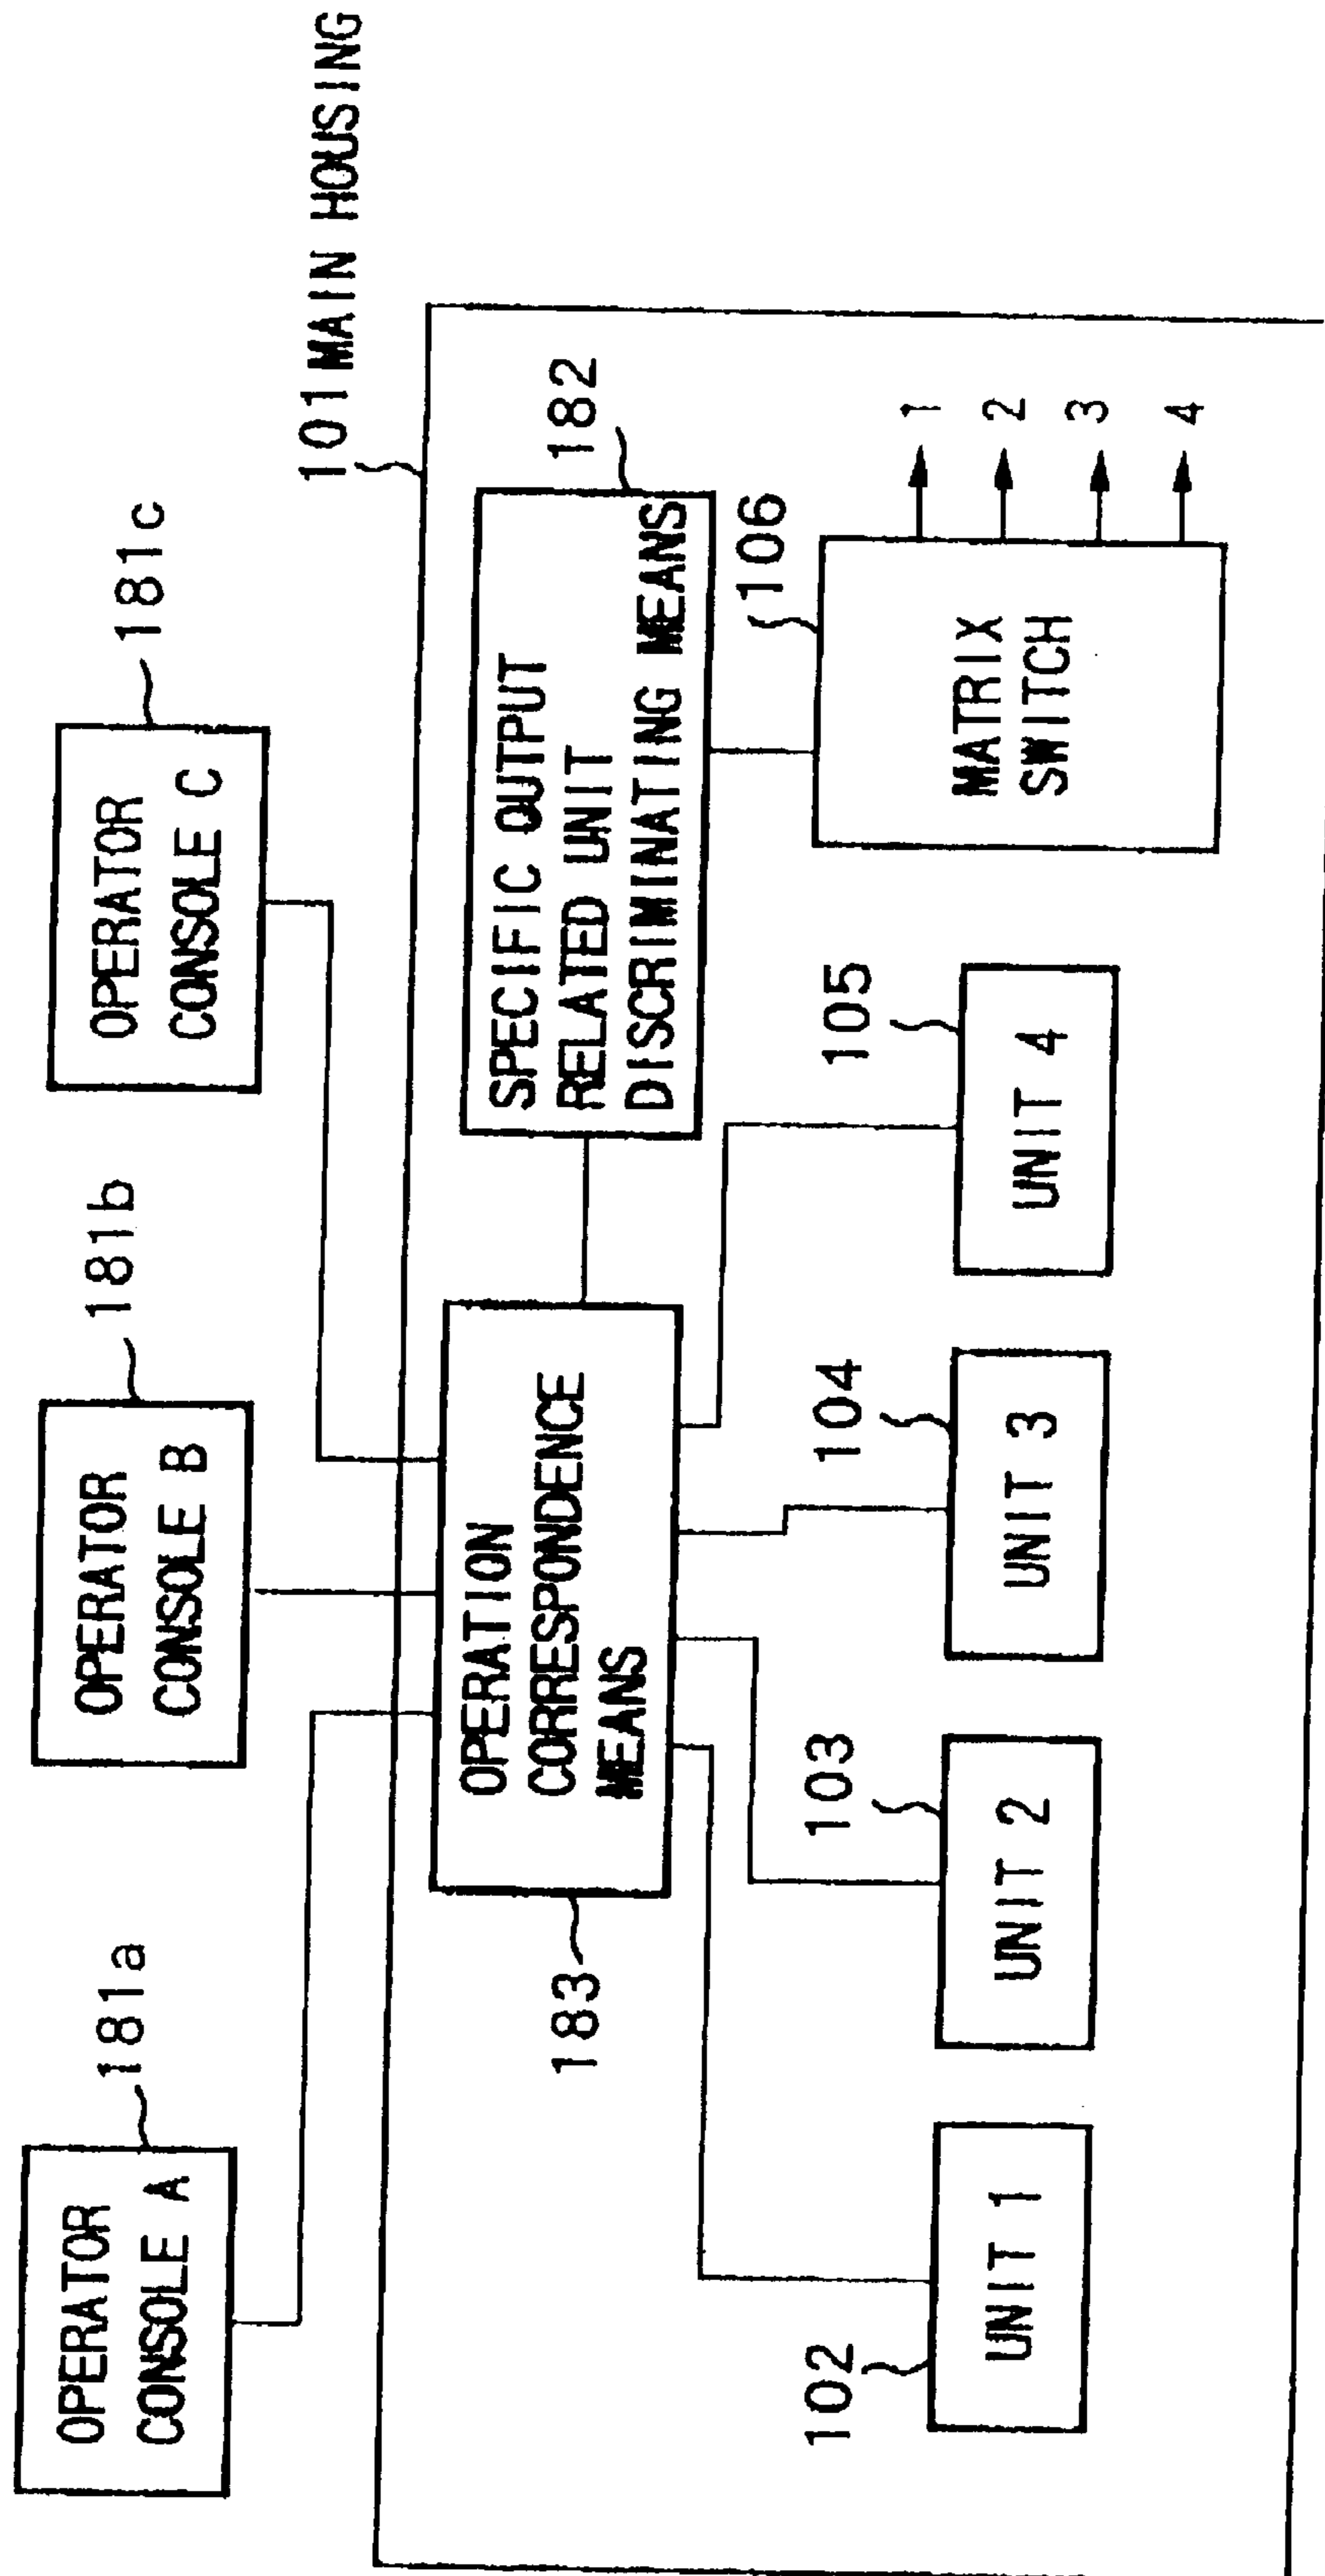 181a
181b
181c
OPERATOR
CONSOLE A
OPERATOR
CONSOLE B
OPERATOR
CONSOLE C
101 MAIN HOUSING
183
OPERATION
CORRESPONDENCE
MEANS
182
SPECIFIC OUTPUT
RELATED UNIT
DISCRIMINATING MEANS
102
UNIT 1
103
UNIT 2
104
UNIT 3
105
UNIT 4
106
MATRIX
SWITCH
1
2
3
4